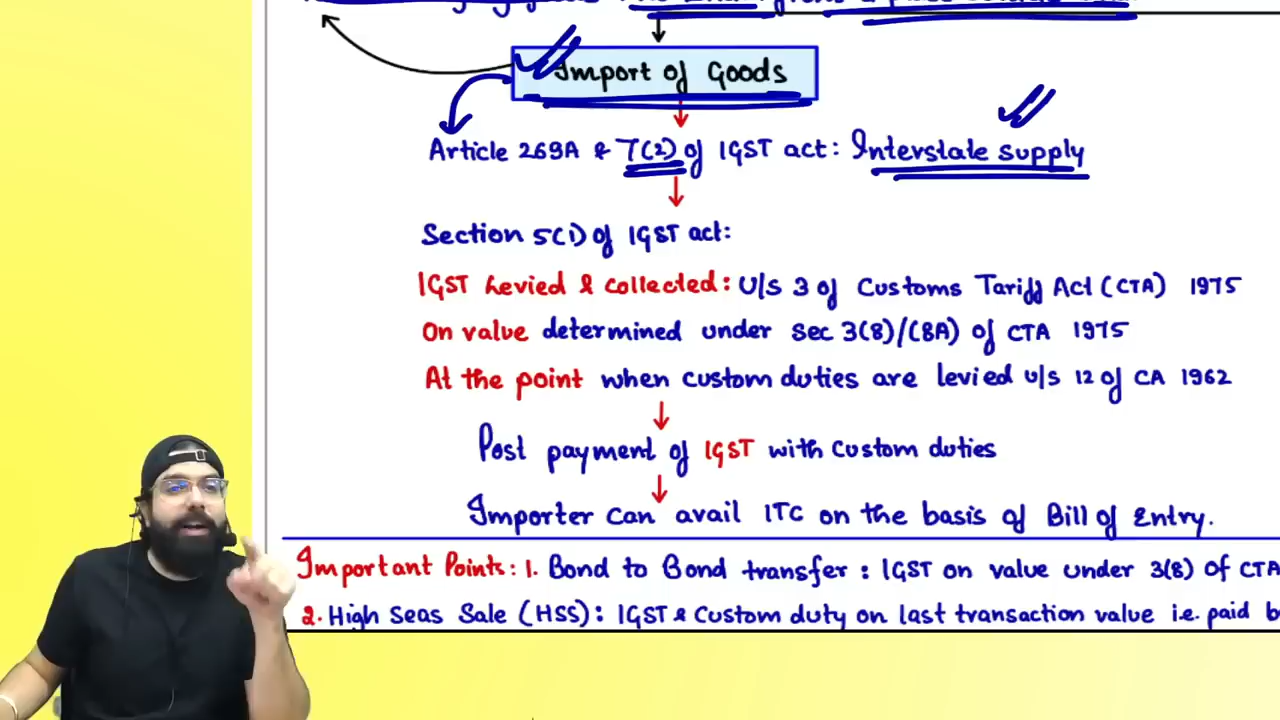 Import of Goods
Article 269A & 7(2) of IGST act: Interstate supply
Section 5(1) of IGST act:
IGST Levied & collected: U/s 3 of Customs Tariff Act (CTA) 1975
On value determined under Sec 3(8)/(8A) of CTA 1975
At the point when custom duties are levied U/s 12 of CA 1962
Post payment of IGST with Custom duties
Importer can avail ITC on the basis of Bill of Entry.
Important Points: 1. Bond to Bond transfer: IGST on value under 3(8) of CTA
2. High Seas Sale (HSS): IGST & Custom duty on last transaction value i.e. paid